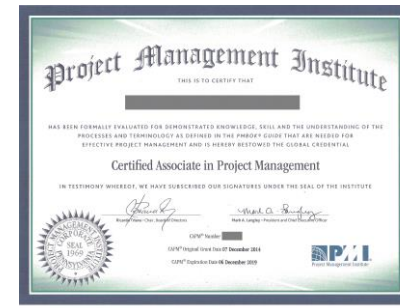 Project Management Institute
THIS IS TO CERTIFY THAT
HAS BEEN FORMALLY EVALUATED FOR DEMONSTRATED KNOWLEDGE, SKILL AND THE UNDERSTANDING OF THE
PROCESSES AND TERMINOLOGY AS DEFINED IN THE PMBOK® GUIDE THAT ARE NEEDED FOR
EFFECTIVE PROJECT MANAGEMENT AND IS HEREBY BESTOWED THE GLOBAL CREDENTIAL
Certified Associate in Project Management
IN TESTIMONY WHEREOF, WE HAVE SUBSCRIBED OUR SIGNATURES UNDER THE SEAL OF THE INSTITUTE
Mark A. Langley • President and Chief Executive Officer
CAPM® Number
CAPM® Original Grant Date 07 December 2014
CAPM® Expiration Date 06 December 2019
SEAL
1969
PMI
Project Management Institute